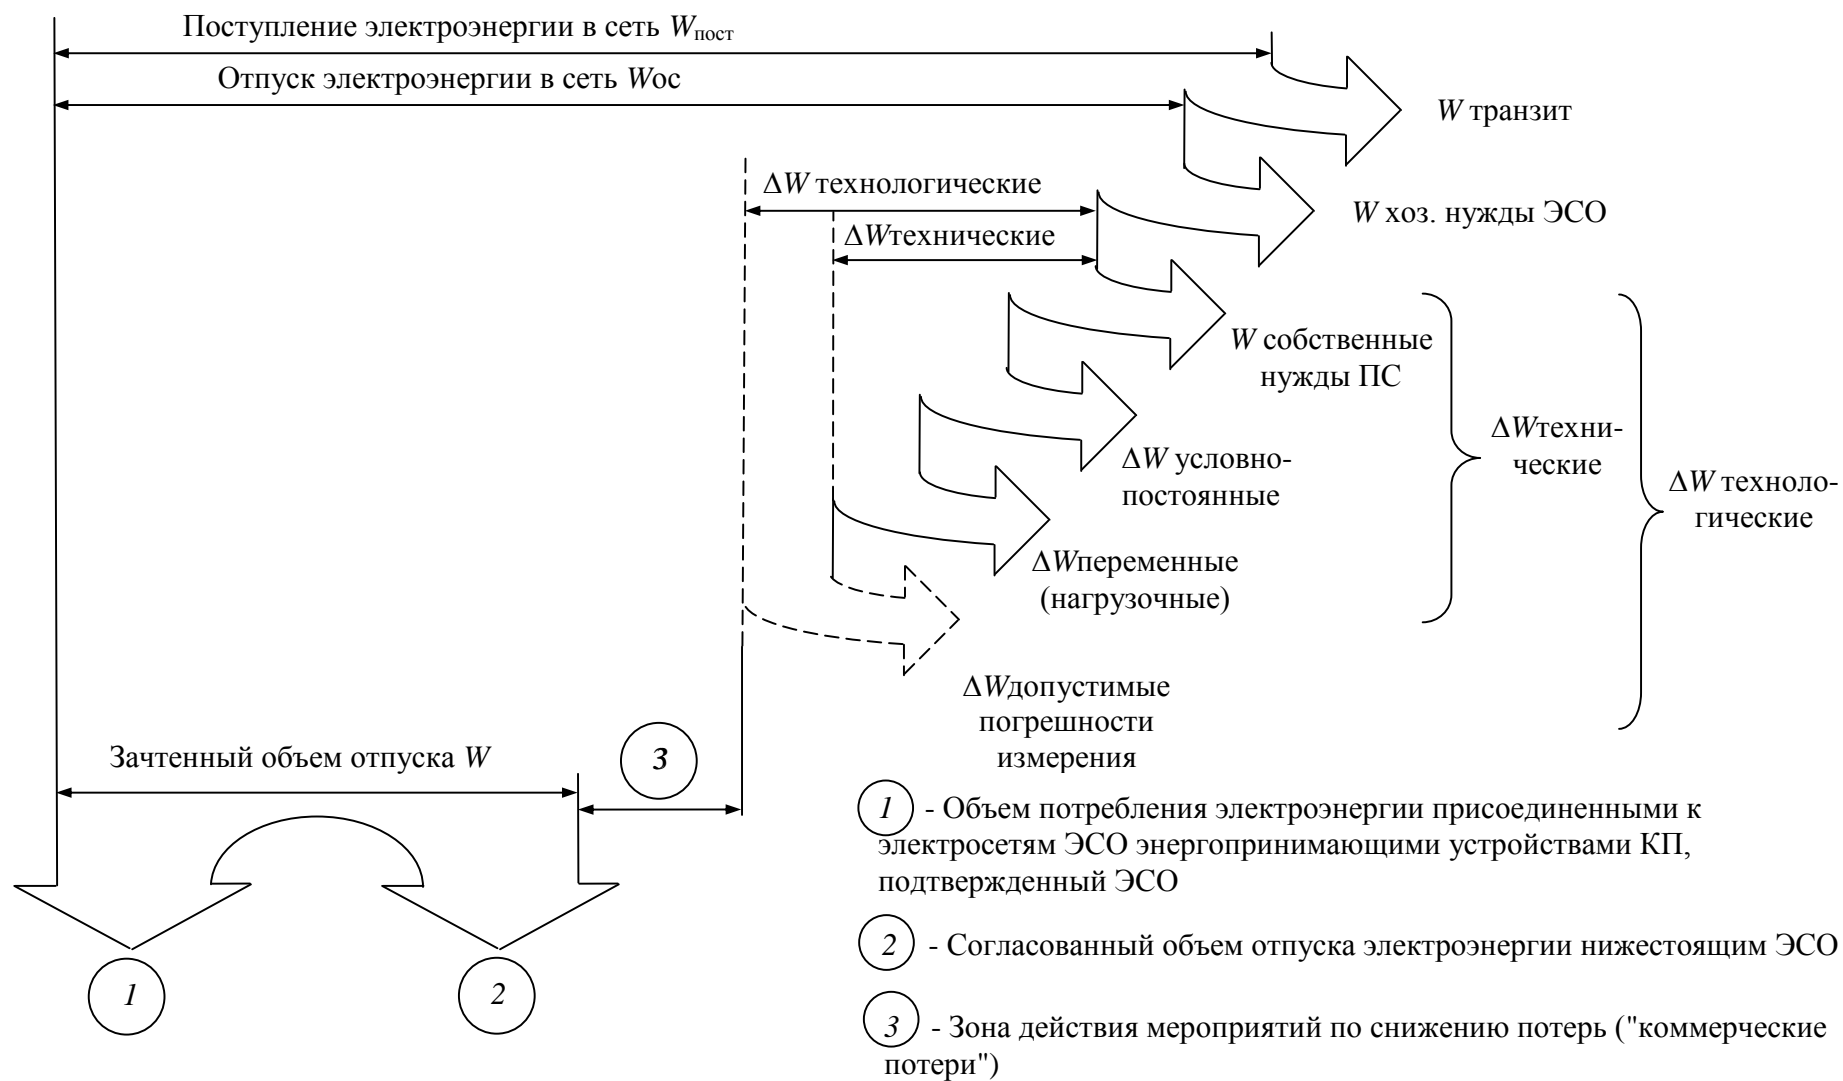 Поступление электроэнергии в сеть Wпост
Отпуск электроэнергии в сеть Wос
W транзит
ΔW технологические
W хоз. нужды ЭСО
ΔWтехнические
W собственные
нужды ПС
ΔWтехни-
ческие
ΔW условно-
постоянные
ΔW техноло-
гические
ΔWпеременные
(нагрузочные)
ΔWдопустимые
погрешности
измерения
Зачтенный объем отпуска W
3
1 - Объем потребления электроэнергии присоединенными к
электросетям ЭСО энергопринимающими устройствами КП,
подтвержденный ЭСО
2 - Согласованный объем отпуска электроэнергии нижестоящим ЭСО
1
2
3 - Зона действия мероприятий по снижению потерь ("коммерческие
потери")